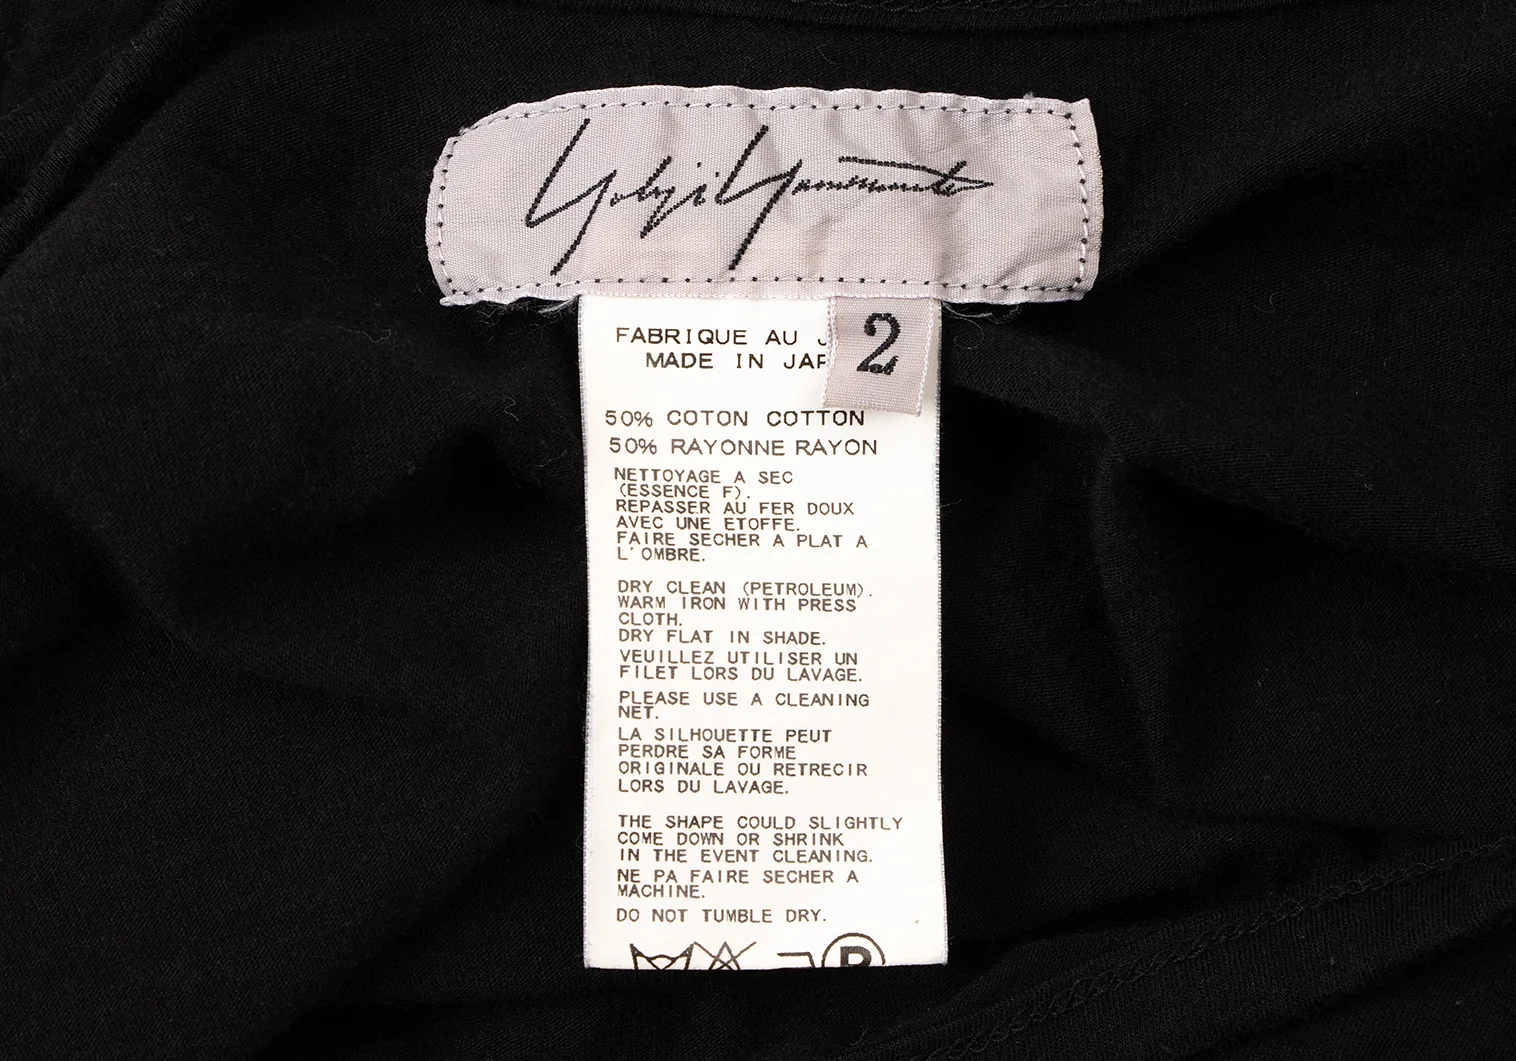 Yohji Yamamoto
2
FABRIQUE AU J
MADE IN JAP
50% COTON COTTON
50% RAYONNE RAYON
NETTOYAGE A SEC
(ESSENCE F).
REPASSER AU FER DOUX
AVEC UNE ETOFFE.
FAIRE SECHER A PLAT A
L'OMBRE.
DRY CLEAN (PETROLEUM).
WARM IRON WITH PRESS
CLOTH.
DRY FLAT IN SHADE.
VEUILLEZ UTILISER UN
FILET LORS DU LAVAGE.
PLEASE USE A CLEANING
NET.
LA SILHOUETTE PEUT
PERDRE SA FORME
ORIGINALE OU RETRECIR
LORS DU LAVAGE.
THE SHAPE COULD SLIGHTLY
COME DOWN OR SHRINK
IN THE EVENT CLEANING.
NE PA FAIRE SECHER A
MACHINE.
DO NOT TUMBLE DRY.
P